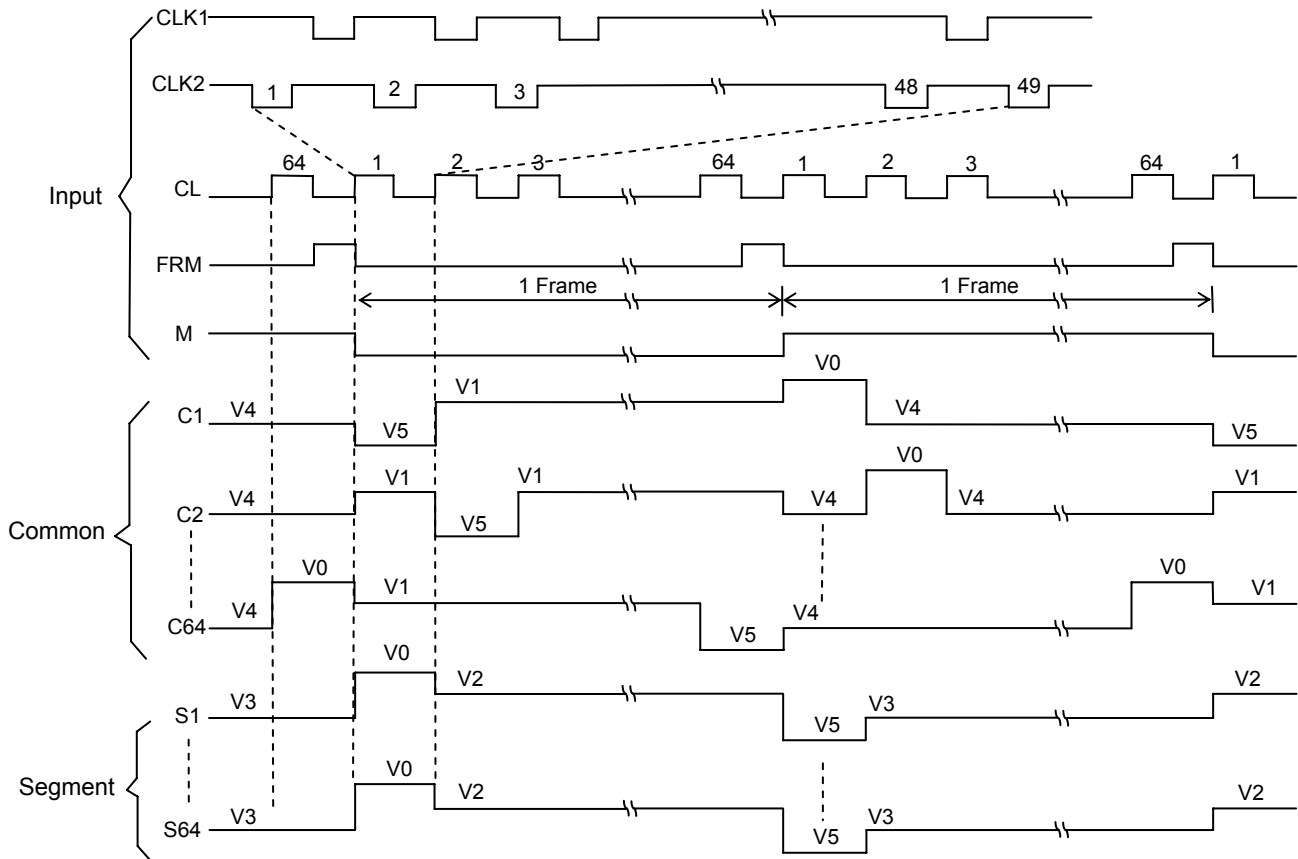 CLK1
CLK2 1 2 3 48 49
64 1 2 3 64 1 2 3 64 1
Input CL
FRM
1 Frame 1 Frame
M
V0
C1 V4 V5 V1 V4 V5
V0
C2 V4 V1 V5 V1 V4 V4 V1
Common
V0 V0
C64 V4 V1 V5 V4 V1
V0
S1 V3 V2 V5 V3 V2
Segment
V0
S64 V3 V2 V5 V3 V2